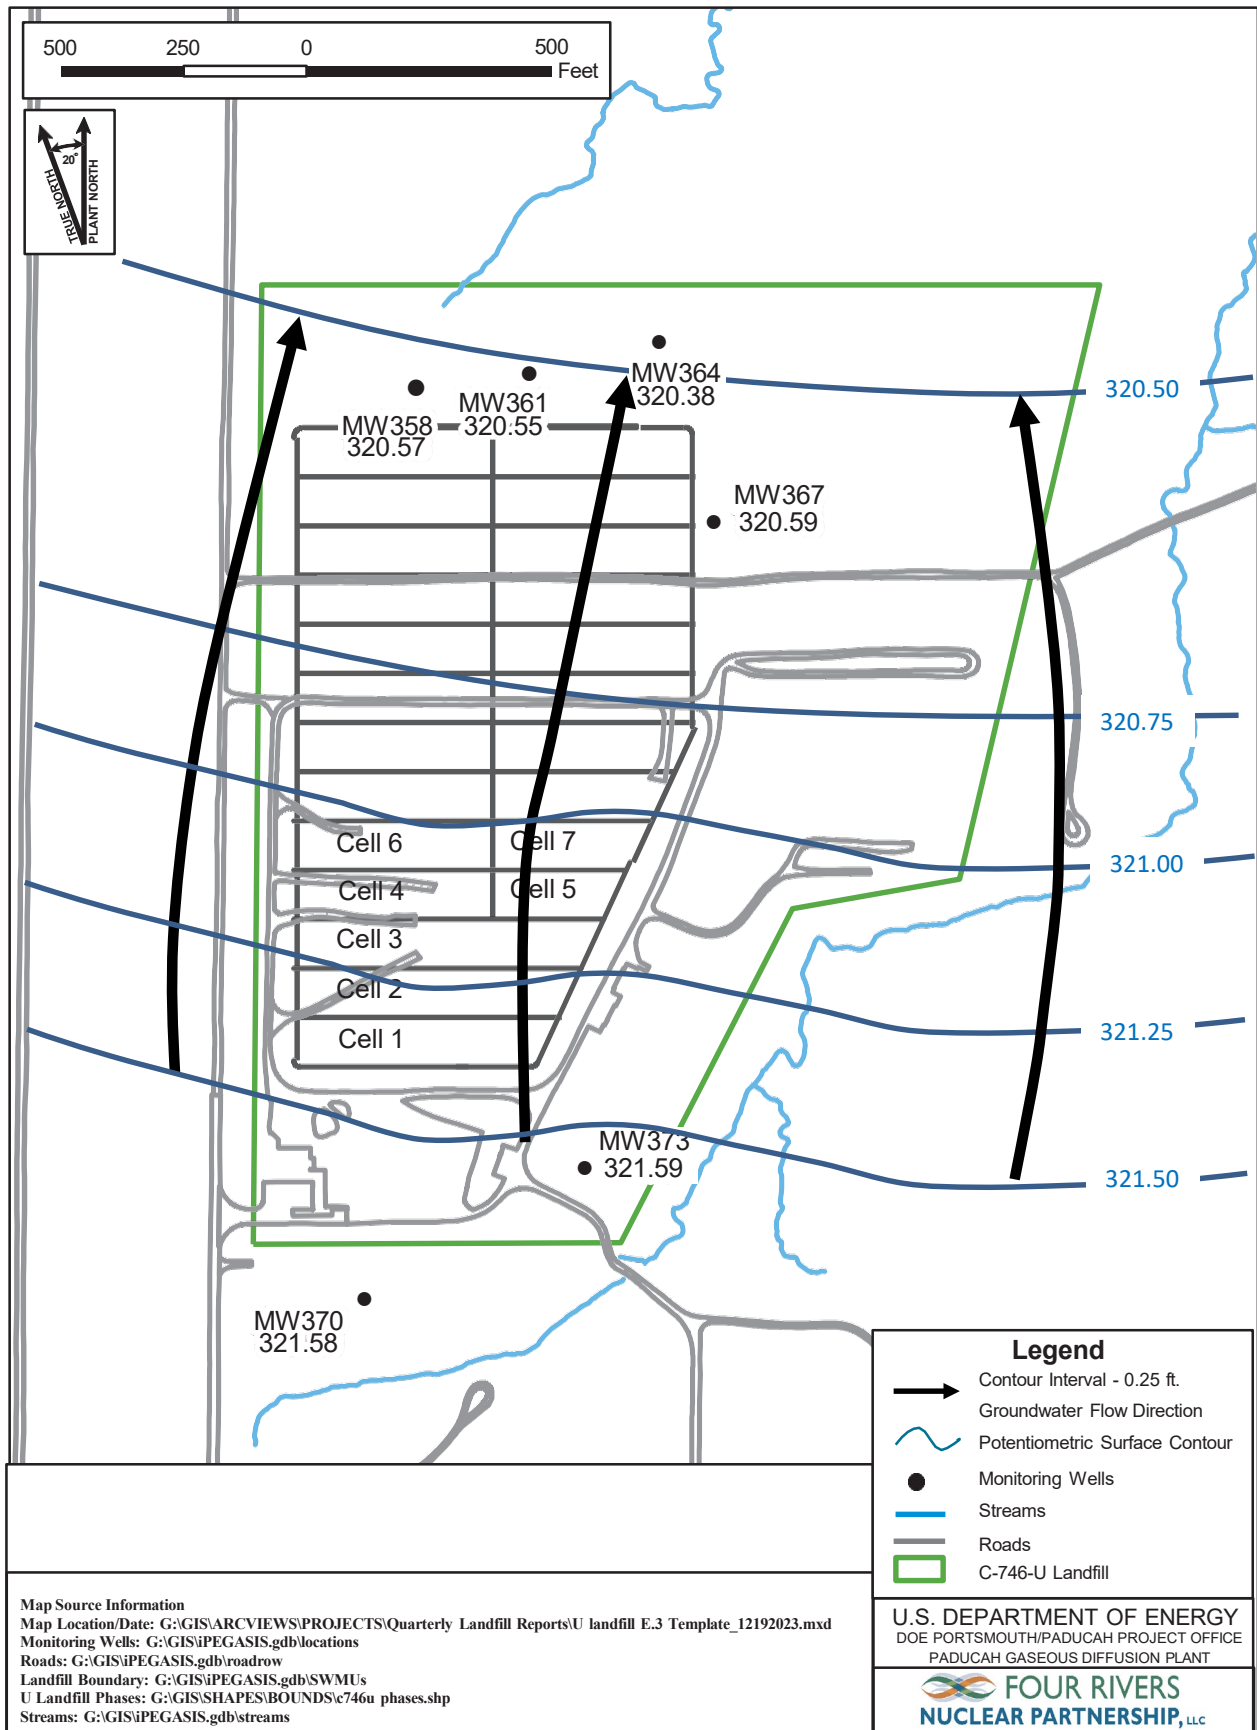 500 250 0 500
Feet
20°
TRUE NORTH
PLANT NORTH
MW364
320.38
320.50
MW361
320.55
MW358
320.57
MW367
320.59
320.75
Cell 6 Cell 7
321.00
Cell 4 Cell 5
Cell 3
Cell 2
321.25
Cell 1
MW373
321.59
321.50
MW370
321.58
Legend
Contour Interval - 0.25 ft.
Groundwater Flow Direction
Potentiometric Surface Contour
Monitoring Wells
Streams
Roads
C-746-U Landfill
Map Source Information
Map Location/Date: G:\GIS\ARCVIEWS\PROJECTS\Quarterly Landfill Reports\U landfill E.3 Template_12192023.mxd
Monitoring Wells: G:\GIS\iPEGASIS.gdb\locations
Roads: G:\GIS\iPEGASIS.gdb\roadrow
Landfill Boundary: G:\GIS\iPEGASIS.gdb\SWMUs
U Landfill Phases: G:\GIS\SHAPES\BOUNDS\c746u phases.shp
Streams: G:\GIS\iPEGASIS.gdb\streams
U.S. DEPARTMENT OF ENERGY
DOE PORTSMOUTH/PADUCAH PROJECT OFFICE
PADUCAH GASEOUS DIFFUSION PLANT
FOUR RIVERS
NUCLEAR PARTNERSHIP, LLC